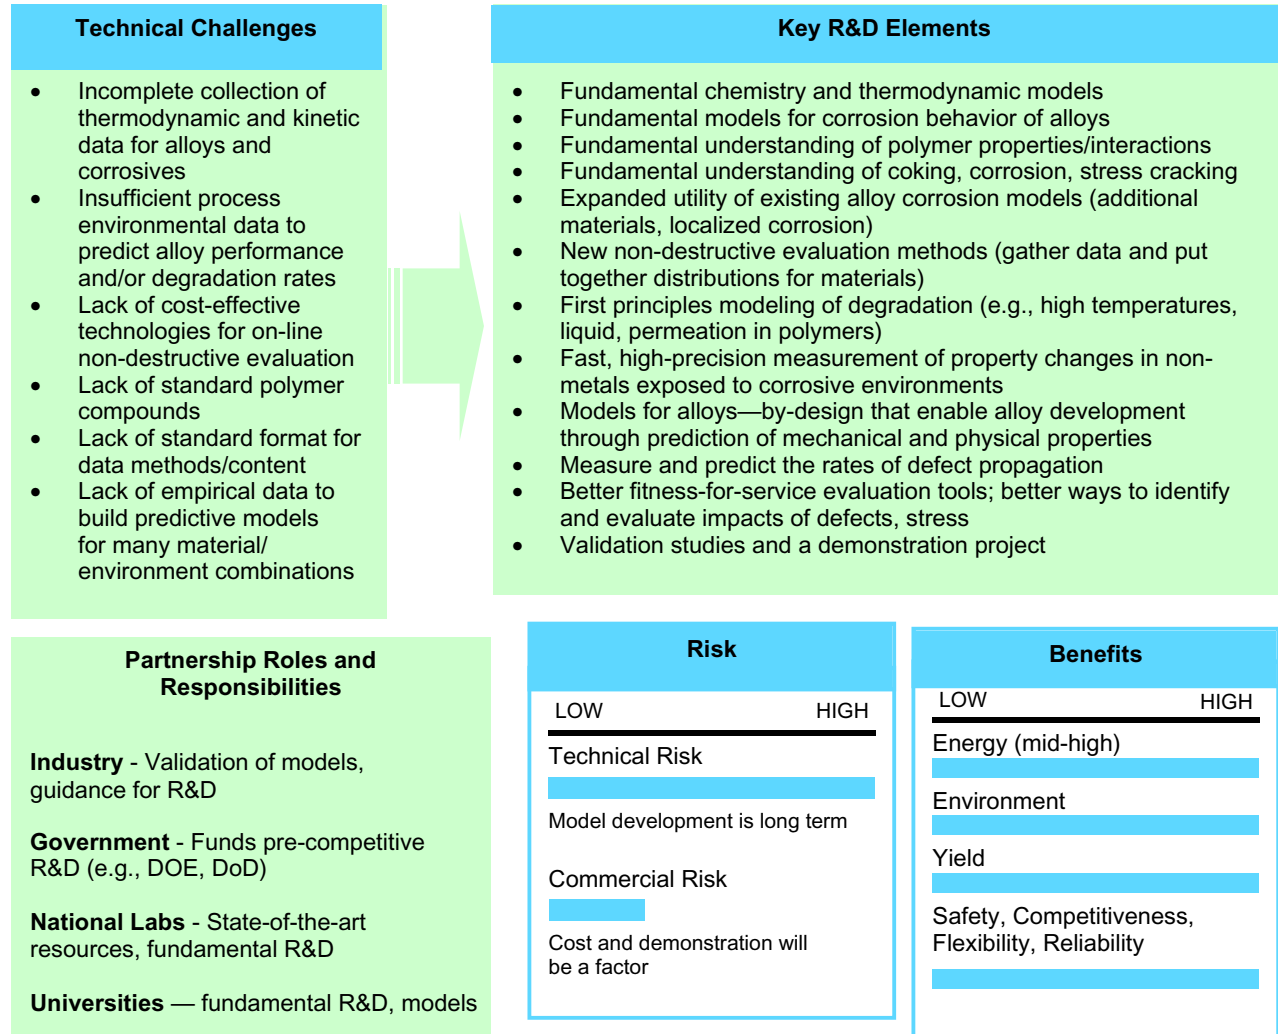 Technical Challenges
• Incomplete collection of
thermodynamic and kinetic
data for alloys and
corrosives
• Insufficient process
environmental data to
predict alloy performance
and/or degradation rates
• Lack of cost-effective
technologies for on-line
non-destructive evaluation
• Lack of standard polymer
compounds
• Lack of standard format for
data methods/content
• Lack of empirical data to
build predictive models
for many material/
environment combinations
Key R&D Elements
• Fundamental chemistry and thermodynamic models
• Fundamental models for corrosion behavior of alloys
• Fundamental understanding of polymer properties/interactions
• Fundamental understanding of coking, corrosion, stress cracking
• Expanded utility of existing alloy corrosion models (additional
materials, localized corrosion)
• New non-destructive evaluation methods (gather data and put
together distributions for materials)
• First principles modeling of degradation (e.g., high temperatures,
liquid, permeation in polymers)
• Fast, high-precision measurement of property changes in non-
metals exposed to corrosive environments
• Models for alloys—by-design that enable alloy development
through prediction of mechanical and physical properties
• Measure and predict the rates of defect propagation
• Better fitness-for-service evaluation tools; better ways to identify
and evaluate impacts of defects, stress
• Validation studies and a demonstration project
Partnership Roles and
Responsibilities
Industry - Validation of models,
guidance for R&D
Government - Funds pre-competitive
R&D (e.g., DOE, DoD)
National Labs - State-of-the-art
resources, fundamental R&D
Universities — fundamental R&D, models
Risk
LOW HIGH
Technical Risk
Model development is long term
Commercial Risk
Cost and demonstration will
be a factor
Benefits
LOW HIGH
Energy (mid-high)
Environment
Yield
Safety, Competitiveness,
Flexibility, Reliability